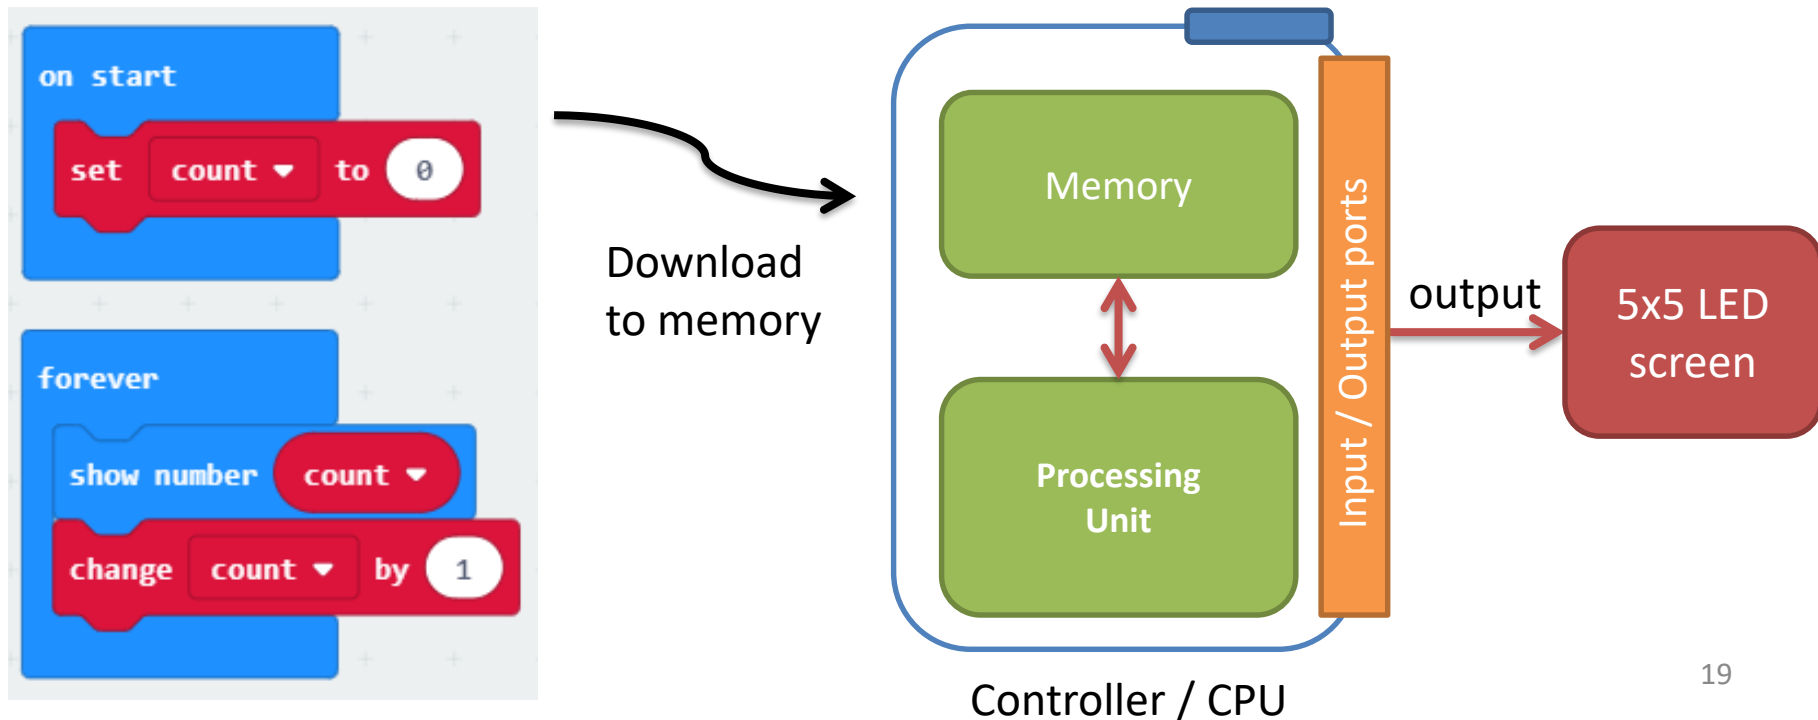 on start
set count to 0
forever
show number count
change count by 1
Download
to memory
Memory
Processing
Unit
Input / Output ports
Controller / CPU
output
5x5 LED
screen
19